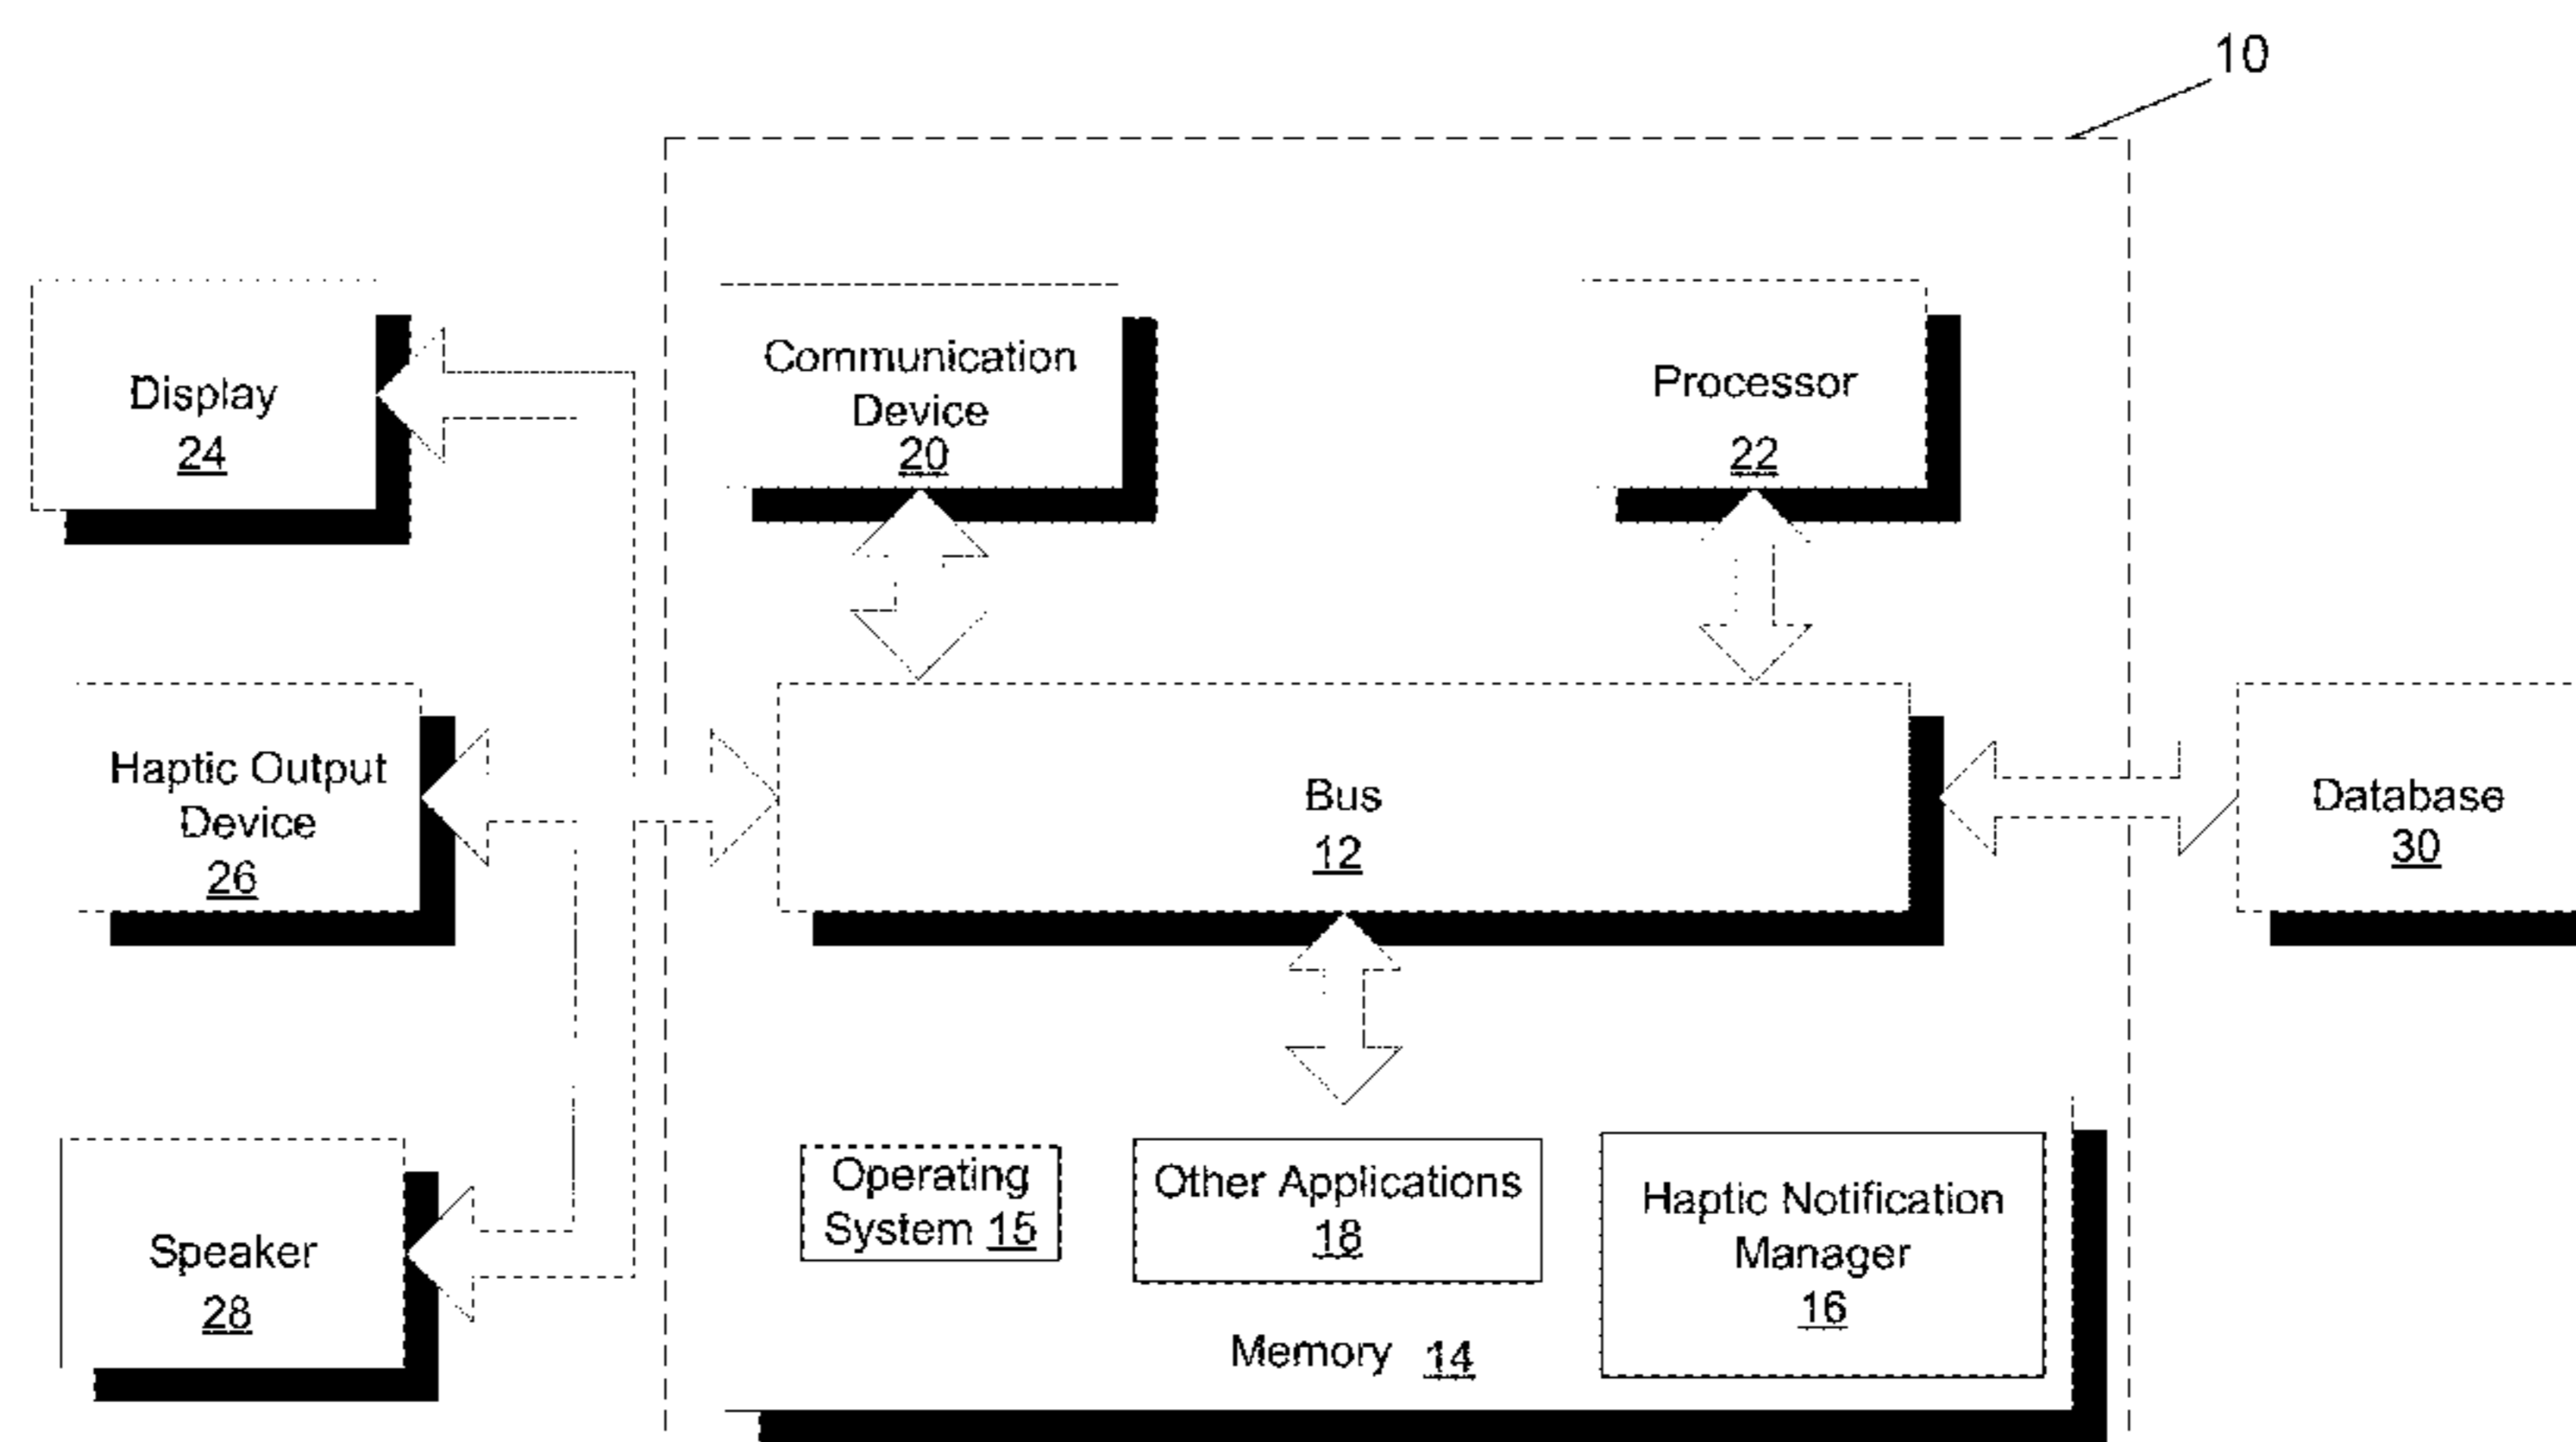 10
Display
24
Communication
Device
20
Processor
22
Haptic Output
Device
26
Bus
12
Database
30
Speaker
28
Operating
System 15
Other Applications
18
Haptic Notification
Manager
16
Memory 14